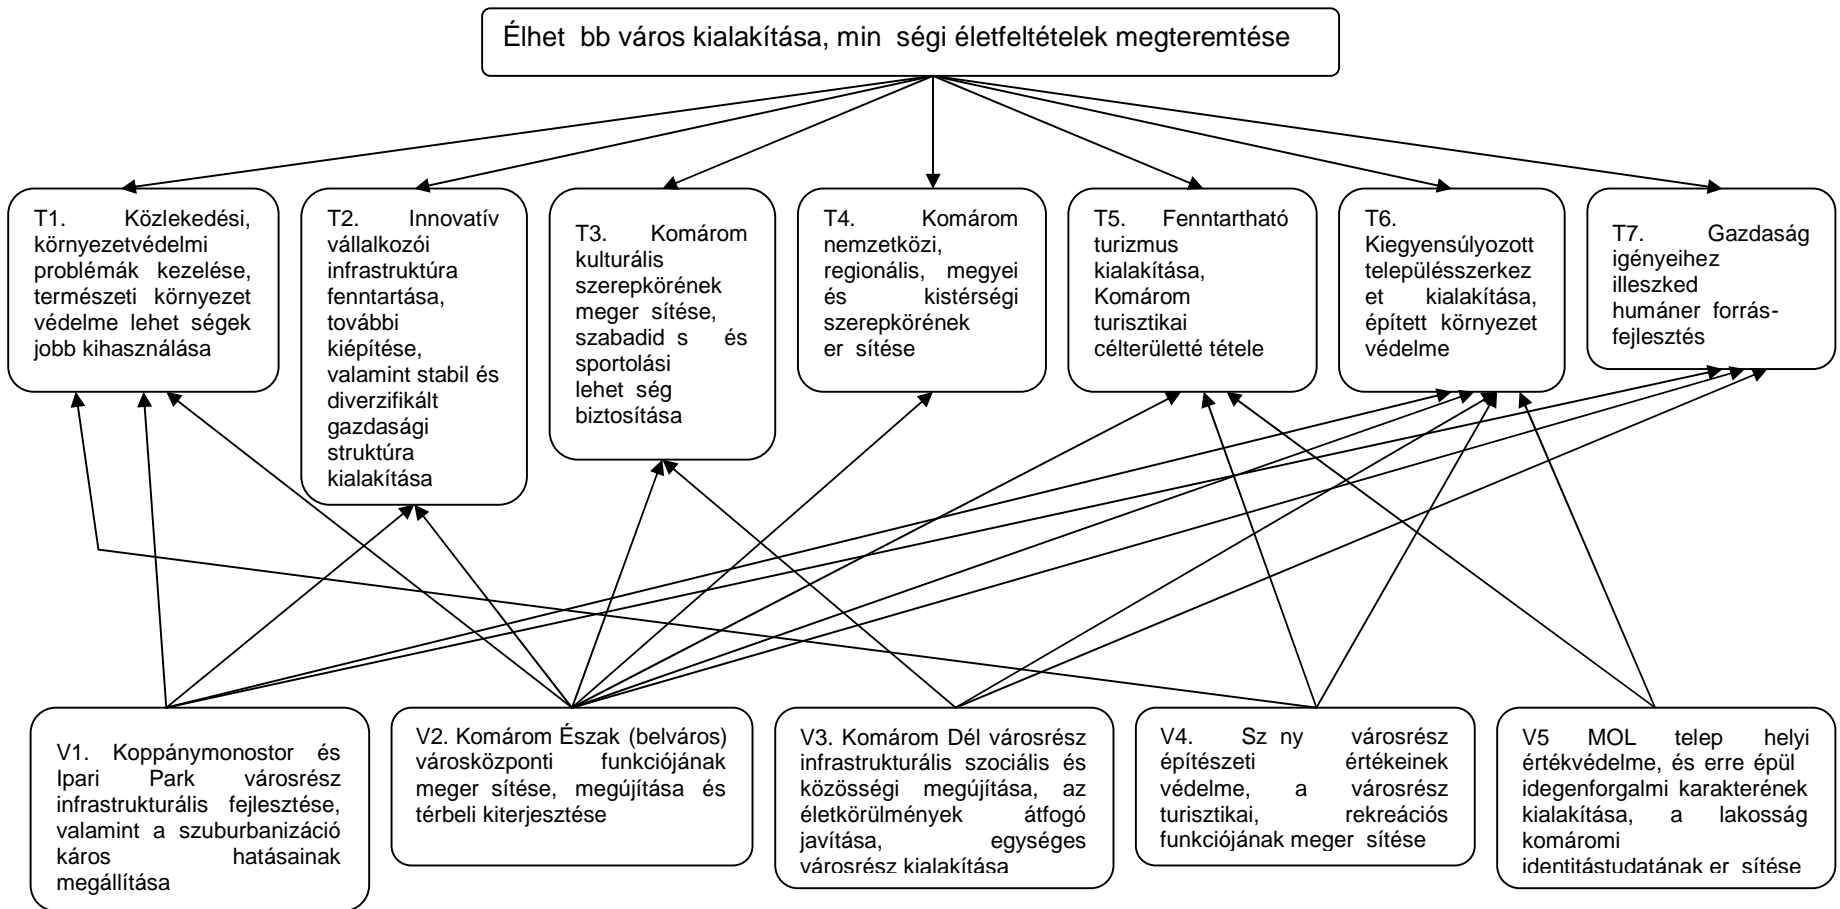 Élhet bb város kialakítása, min ségi életfeltételek megteremtése
T1. Közlekedési,
környezetvédelmi
problémák kezelése,
természeti környezet
védelme lehet ségek
jobb kihasználása
T2. Innovatív
vállalkozói
infrastruktúra
fenntartása,
további
kiépítése,
valamint stabil és
diverzifikált
gazdasági
struktúra
kialakítása
T3. Komárom
kulturális
szerepkörének
meger sítése,
szabadid s és
sportolási
lehet ség
biztosítása
T4. Komárom
nemzetközi,
regionális, megyei
és kistérségi
szerepkörének
er sítése
T5. Fenntartható
turizmus
kialakítása,
Komárom
turisztikai
célterületté tétele
T6.
Kiegyensúlyozott
településszerkez
et kialakítása,
épített környezet
védelme
T7. Gazdaság
igényeihez
illeszked
humáner forrás-
fejlesztés
V1. Koppánymonostor és
Ipari Park városrész
infrastrukturális fejlesztése,
valamint a szuburbanizáció
káros hatásainak
megállítása
V2. Komárom Észak (belváros)
városközponti funkciójának
meger sítése, megújítása és
térbeli kiterjesztése
V3. Komárom Dél városrész
infrastrukturális szociális és
közösségi megújítása, az
életkörülmények átfogó
javítása, egységes
városrész kialakítása
V4. Sz ny városrész
építészeti értékeinek
védelme, a városrész
turisztikai, rekreációs
funkciójának meger sítése
V5 MOL telep helyi
értékvédelme, és erre épül
idegenforgalmi karakterének
kialakítása, a lakosság
komáromi
identitástudatának er sítése